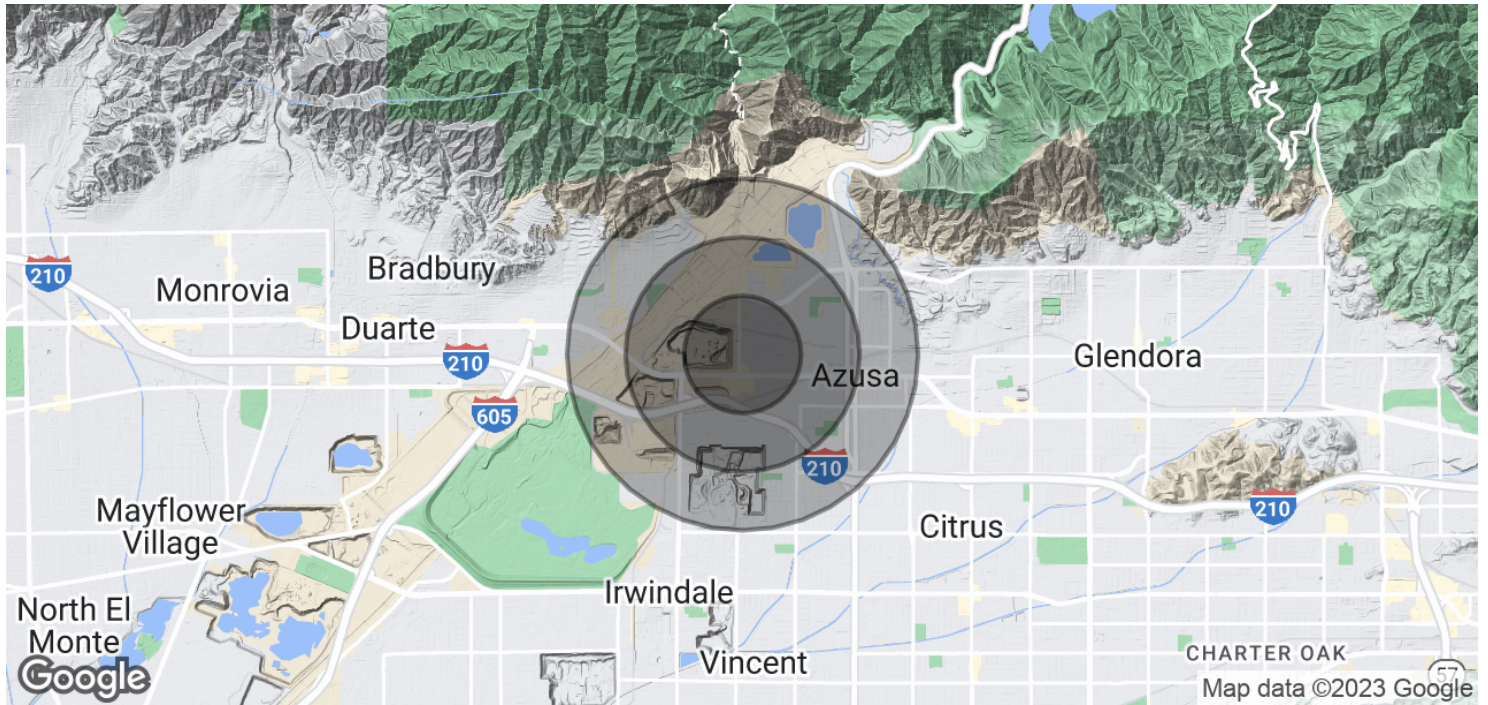 210
Monrovia
Bradbury
Duarte
210
605
Azusa
Glendora
210
210
Mayflower
Village
Citrus
Irwindale
North El
Monte
Vincent
CHARTER OAK
57
Google
Map data ©2023 Google